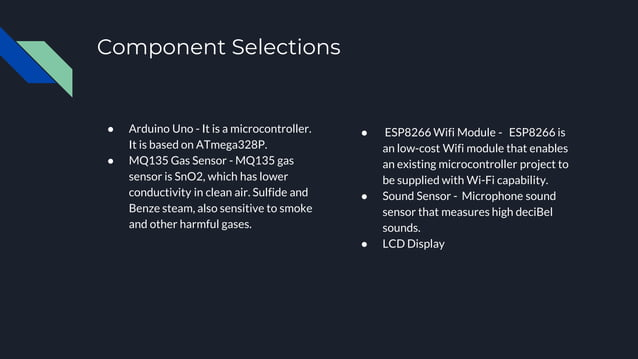 Component Selections
● Arduino Uno - It is a microcontroller.
It is based on ATmega328P.
● MQ135 Gas Sensor - MQ135 gas
sensor is SnO2, which has lower
conductivity in clean air. Sulfide and
Benze steam, also sensitive to smoke
and other harmful gases.
● ESP8266 Wifi Module - ESP8266 is
an low-cost Wifi module that enables
an existing microcontroller project to
be supplied with Wi-Fi capability.
● Sound Sensor - Microphone sound
sensor that measures high deciBel
sounds.
● LCD Display